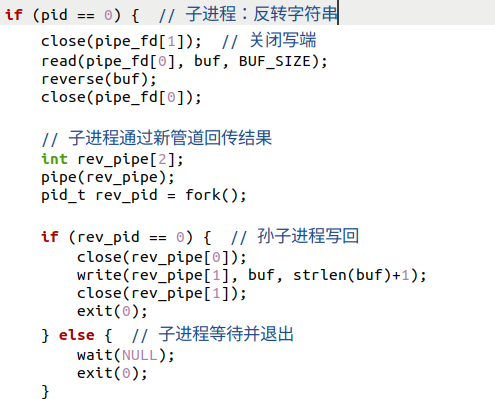 if (pid == 0) {  // 子进程：反转字符串
    close(pipe_fd[1]);  // 关闭写端
    read(pipe_fd[0], buf, BUF_SIZE);
    reverse(buf);
    close(pipe_fd[0]);

    // 子进程通过新管道回传结果
    int rev_pipe[2];
    pipe(rev_pipe);
    pid_t rev_pid = fork();

    if (rev_pid == 0) {  // 孙子进程写回
        close(rev_pipe[0]);
        write(rev_pipe[1], buf, strlen(buf)+1);
        close(rev_pipe[1]);
        exit(0);
    } else {  // 子进程等待并退出
        wait(NULL);
        exit(0);
    }